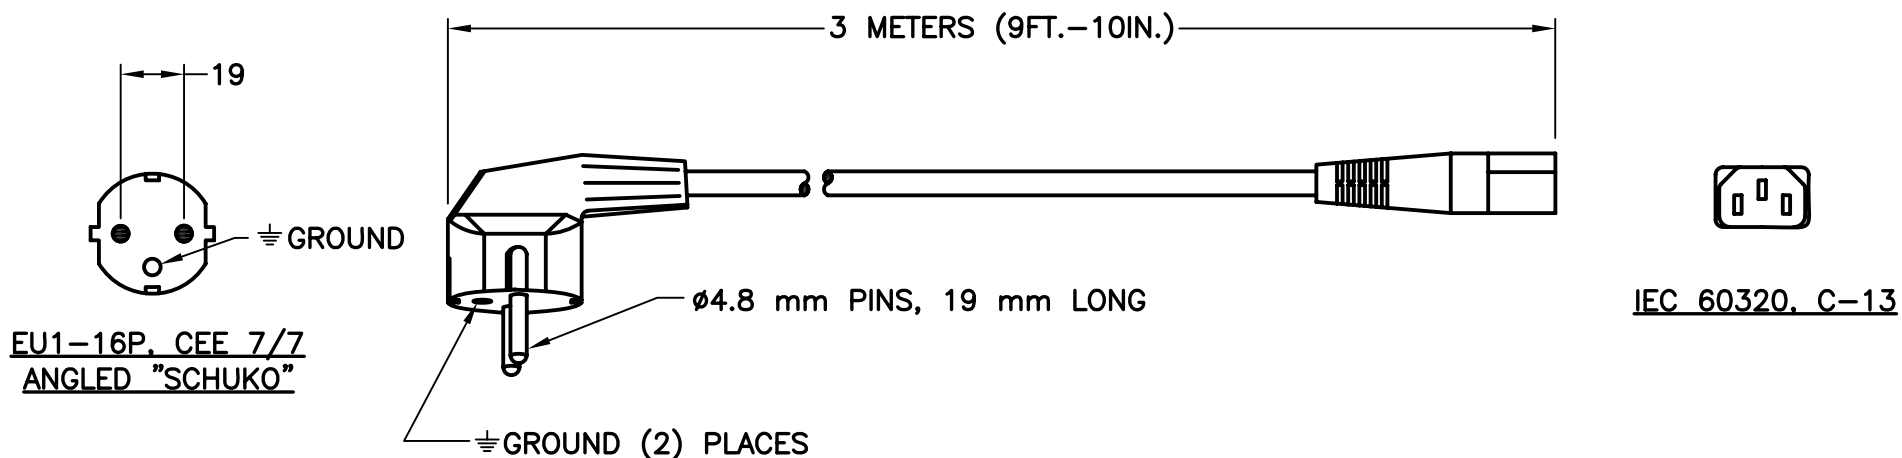 3 METERS (9FT.-10IN.)
19
GROUND
ø4.8 mm PINS, 19 mm LONG
IEC 60320, C-13
EU1-16P, CEE 7/7
ANGLED "SCHUKO"
GROUND (2) PLACES